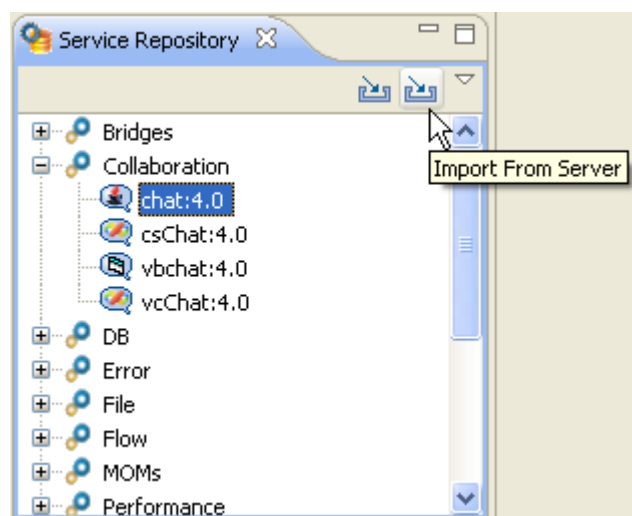 Service Repository
Bridges
Collaboration
Import From Server
chat:4.0
csChat:4.0
vbchat:4.0
vcChat:4.0
DB
Error
File
Flow
MOMs
Performance